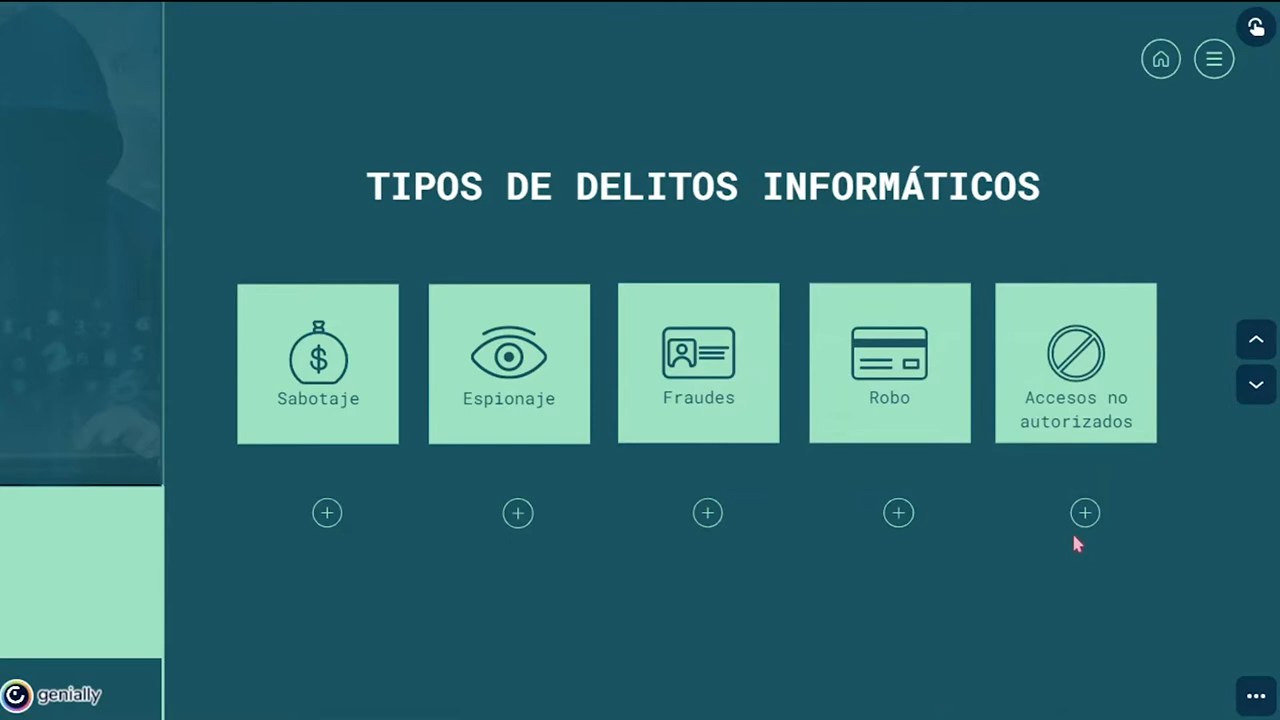 TIPOS DE DELITOS INFORMÁTICOS
Sabotaje
Espionaje
Fraudes
Robo
Accesos no
autorizados
genially